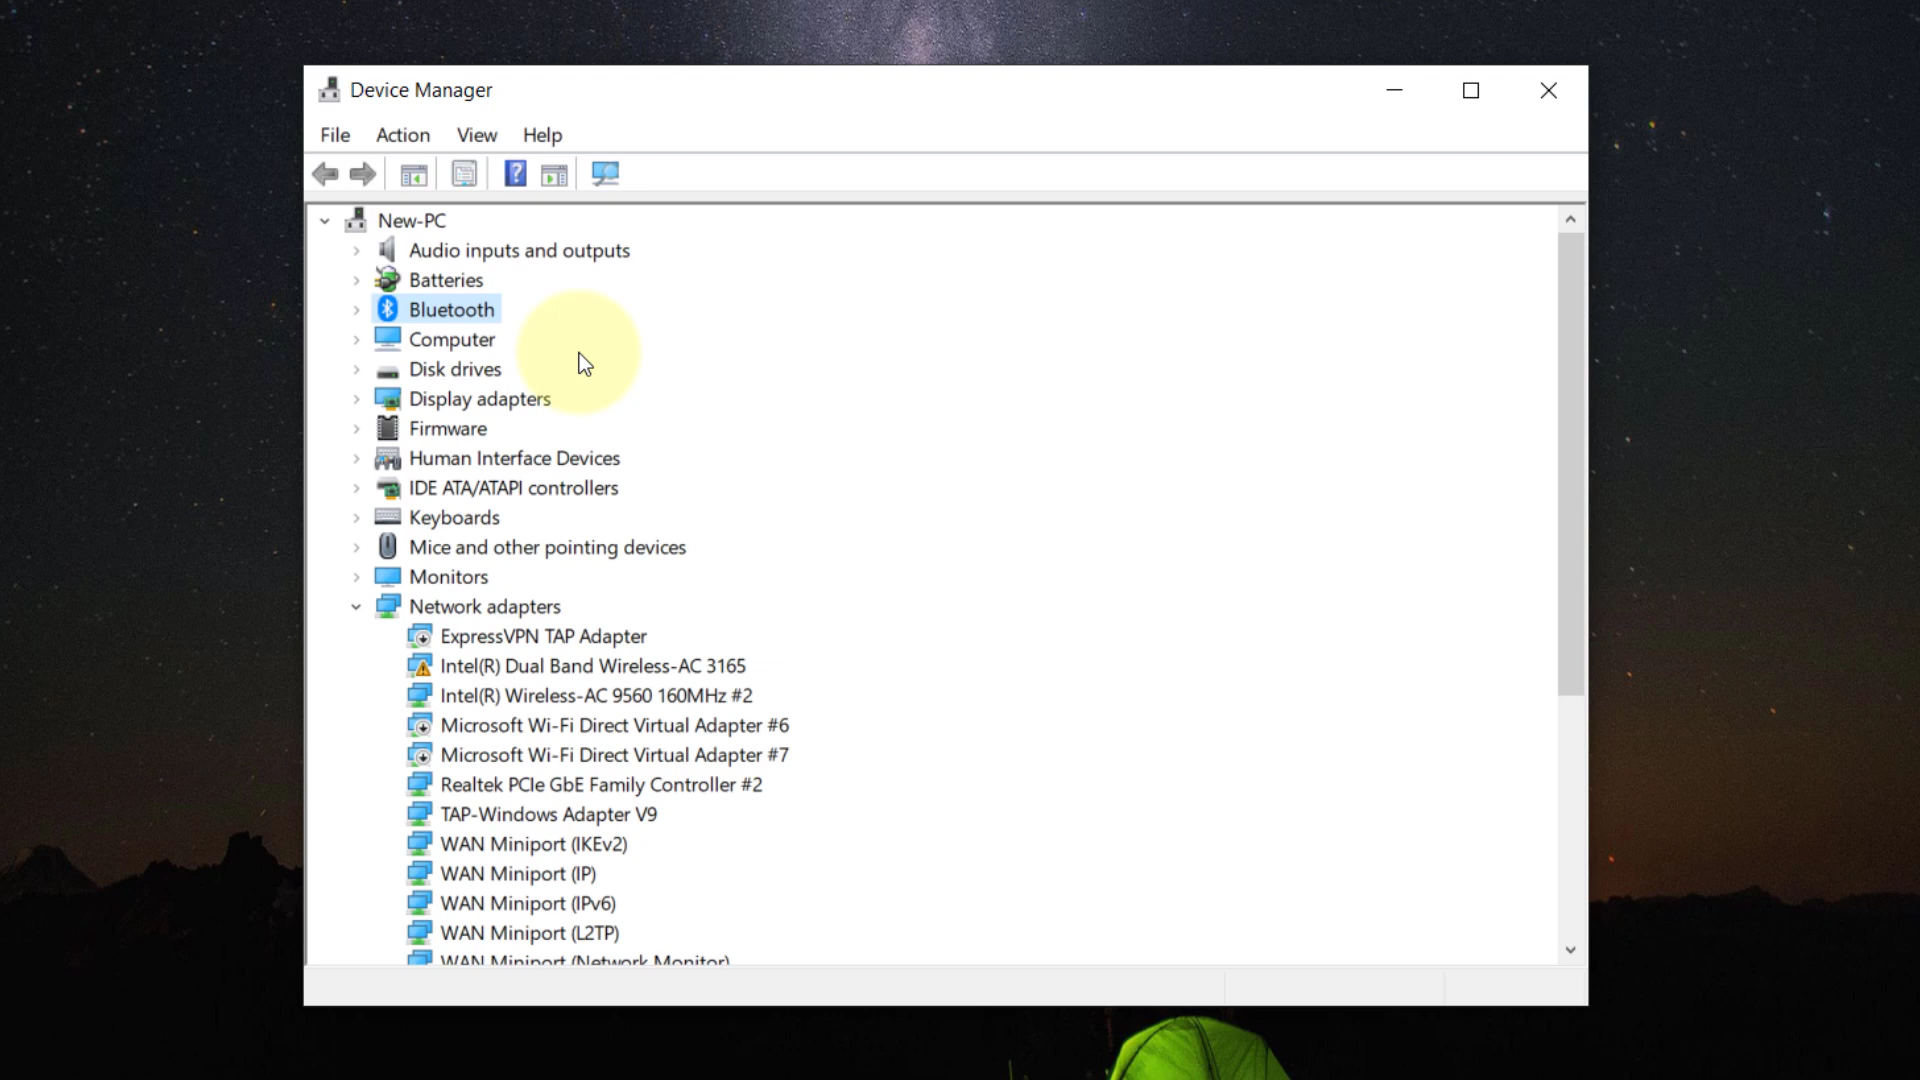 Device Manager
File Action View Help
New-PC
Audio inputs and outputs
Batteries
Bluetooth
Computer
Disk drives
Display adapters
Firmware
Human Interface Devices
IDE ATA/ATAPI controllers
Keyboards
Mice and other pointing devices
Monitors
Network adapters
ExpressVPN TAP Adapter
Intel(R) Dual Band Wireless-AC 3165
Intel(R) Wireless-AC 9560 160MHz #2
Microsoft Wi-Fi Direct Virtual Adapter #6
Microsoft Wi-Fi Direct Virtual Adapter #7
Realtek PCIe GbE Family Controller #2
TAP-Windows Adapter V9
WAN Miniport (IKEv2)
WAN Miniport (IP)
WAN Miniport (IPv6)
WAN Miniport (L2TP)
WAN Miniport (Network Monitor)